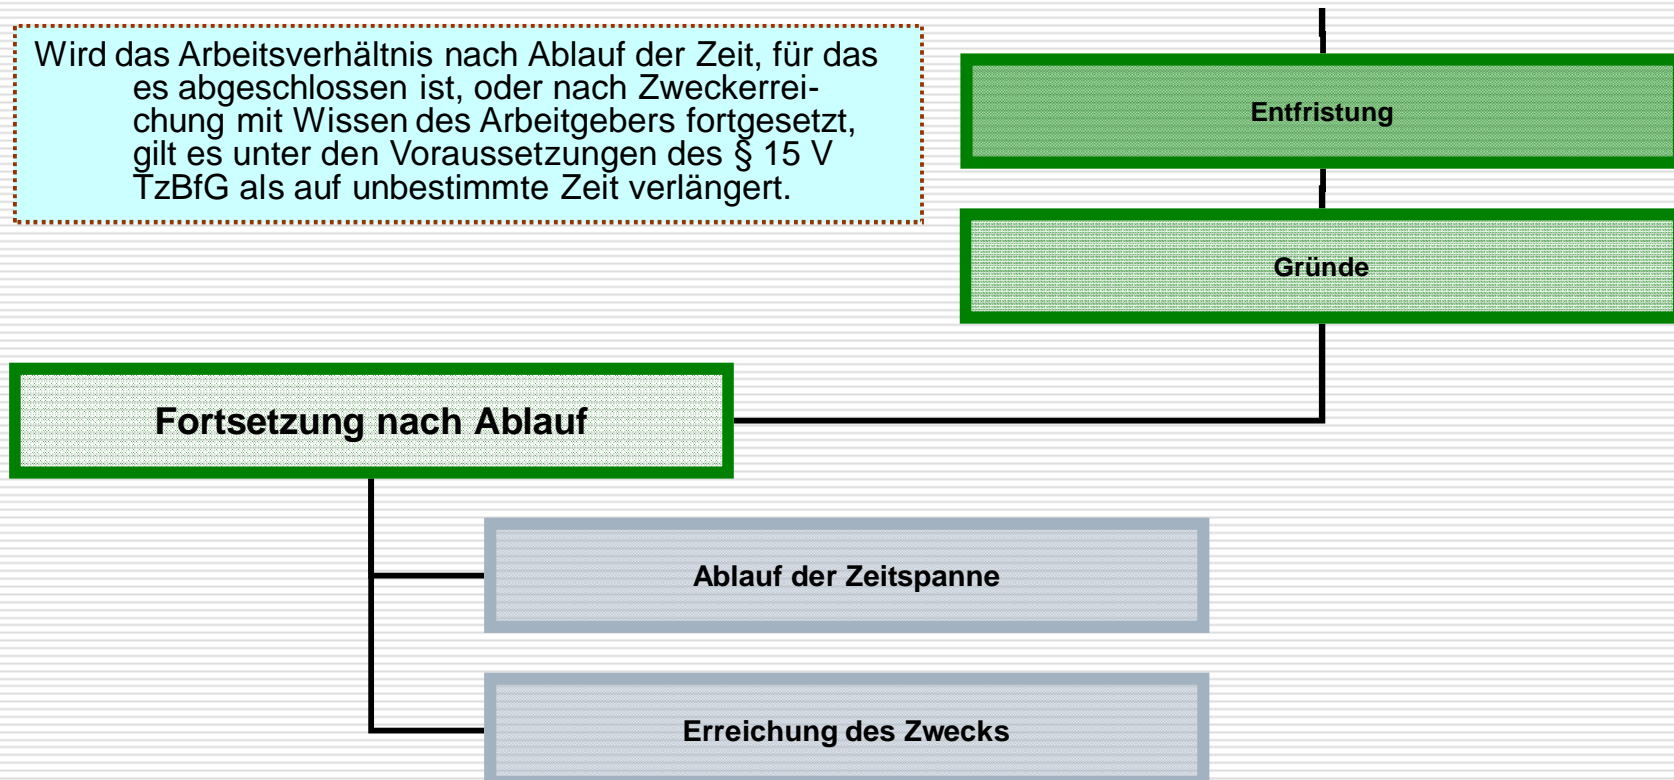 Wird das Arbeitsverhältnis nach Ablauf der Zeit, für das
es abgeschlossen ist, oder nach Zweckerrei-
chung mit Wissen des Arbeitgebers fortgesetzt,
gilt es unter den Voraussetzungen des § 15 V
TzBfG als auf unbestimmte Zeit verlängert.
Entfristung
Gründe
Fortsetzung nach Ablauf
Ablauf der Zeitspanne
Erreichung des Zwecks